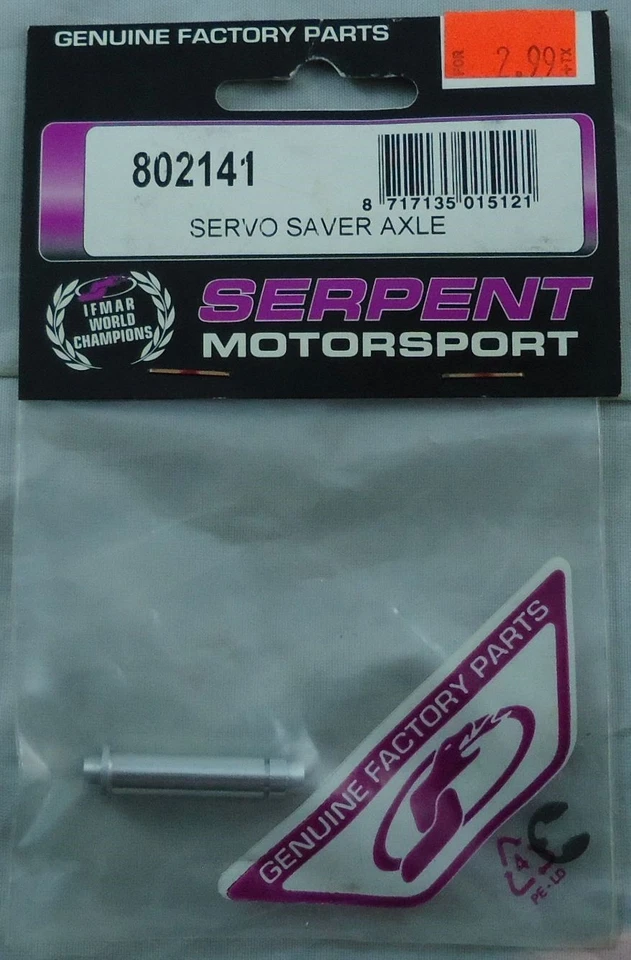 GENUINE FACTORY PARTS
FOR 2.99 +TX
802141
8 717135 015121
SERVO SAVER AXLE
IFMAR
WORLD
CHAMPIONS
SERPENT
MOTORSPORT
GENUINE FACTORY PARTS
4
PE-LD